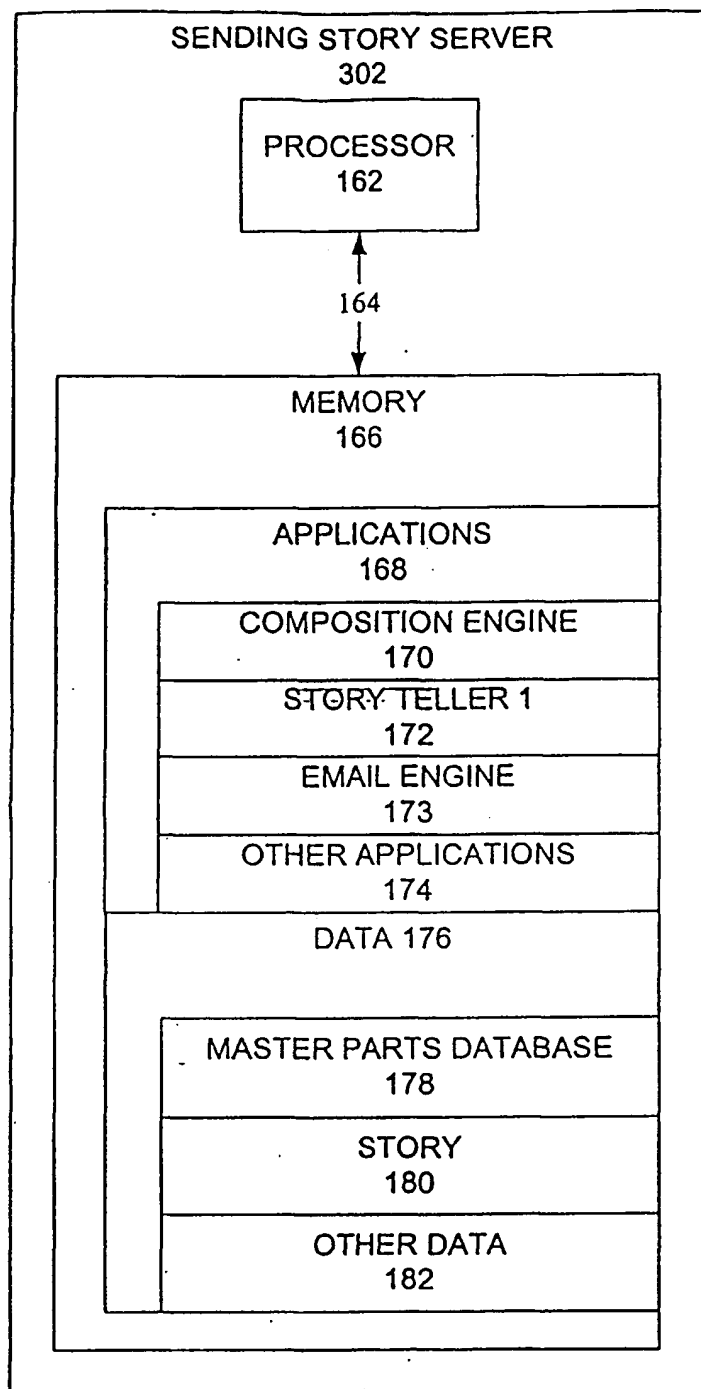 SENDING STORY SERVER
302
PROCESSOR
162
164
MEMORY
166
APPLICATIONS
168
COMPOSITION ENGINE
170
STORY TELLER 1
172
EMAIL ENGINE
173
OTHER APPLICATIONS
174
DATA 176
MASTER PARTS DATABASE
178
STORY
180
OTHER DATA
182